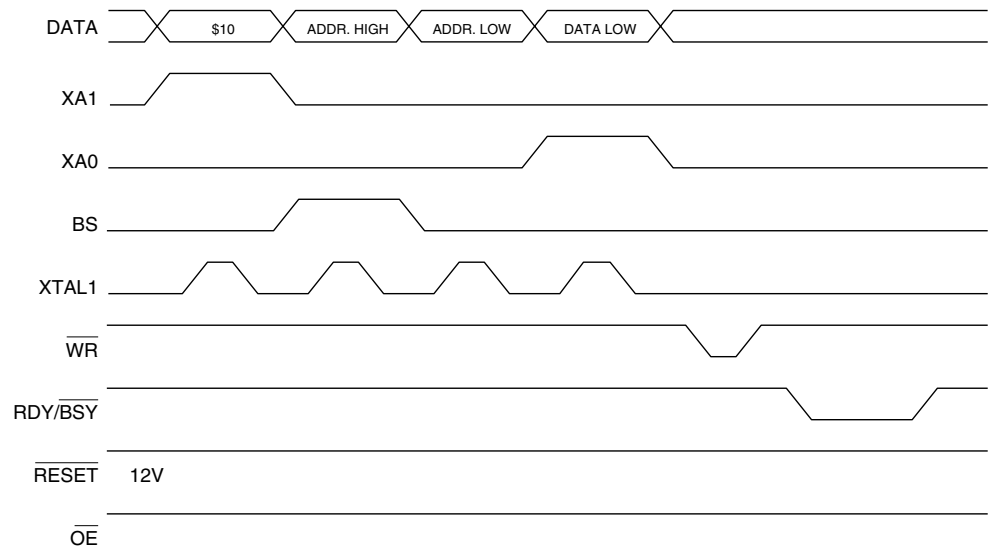 DATA $10 ADDR. HIGH ADDR. LOW DATA LOW
XA1
XA0
BS
XTAL1
WR
RDY/BSY
RESET 12V
OE